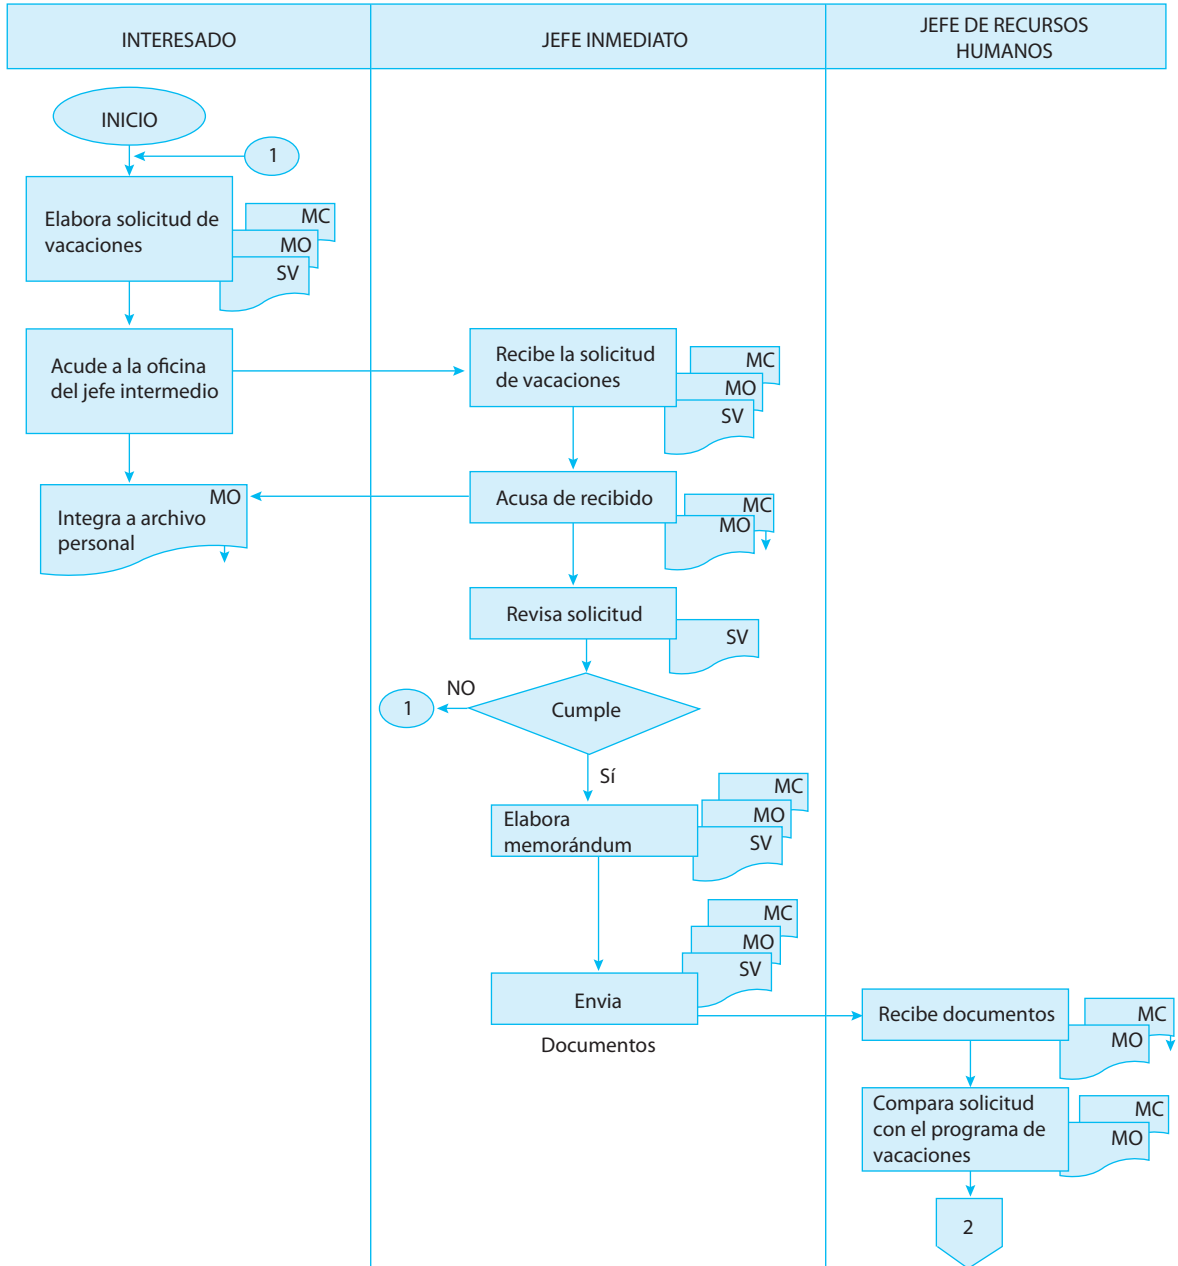 INTERESADO
JEFE INMEDIATO
JEFE DE RECURSOS
HUMANOS
INICIO
1
Elabora solicitud de
vacaciones
MC
MO
SV
Acude a la oficina
del jefe intermedio
Recibe la solicitud
de vacaciones
MC
MO
SV
MO
Integra a archivo
personal
Acusa de recibido
MC
MO
Revisa solicitud
SV
NO
1
Cumple
Sí
Elabora
memorándum
MC
MO
SV
MC
MO
SV
Envia
Documentos
Recibe documentos
MC
MO
Compara solicitud
con el programa de
vacaciones
MC
MO
2